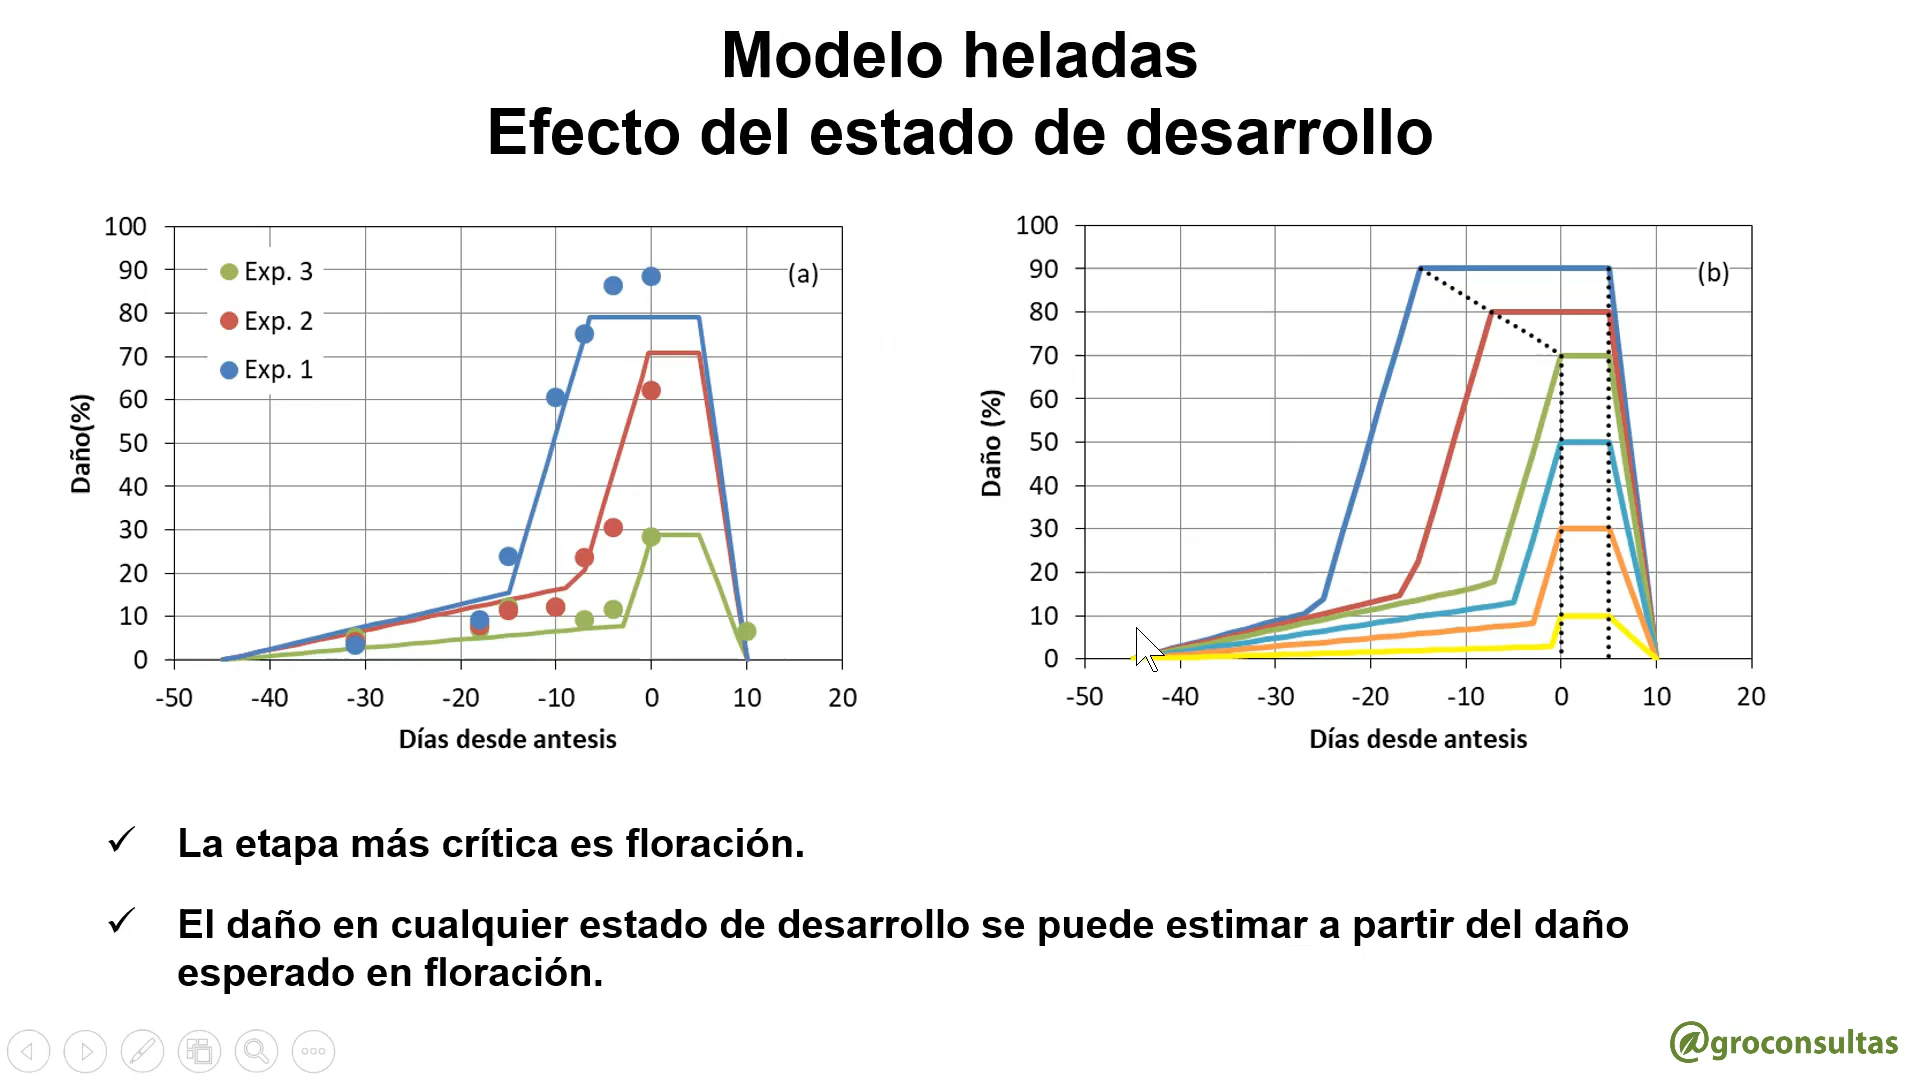 Modelo heladas
Efecto del estado de desarrollo
100
90
80
70
60
50
40
30
20
10
0
Daño(%)
Exp. 3
Exp. 2
Exp. 1
(a)
-50 -40 -30 -20 -10 0 10 20
Días desde antesis
100
90
80
70
60
50
40
30
20
10
0
Daño (%)
(b)
-50 -40 -30 -20 -10 0 10 20
Días desde antesis
✓ La etapa más crítica es floración.
✓ El daño en cualquier estado de desarrollo se puede estimar a partir del daño
esperado en floración.
@groconsultas